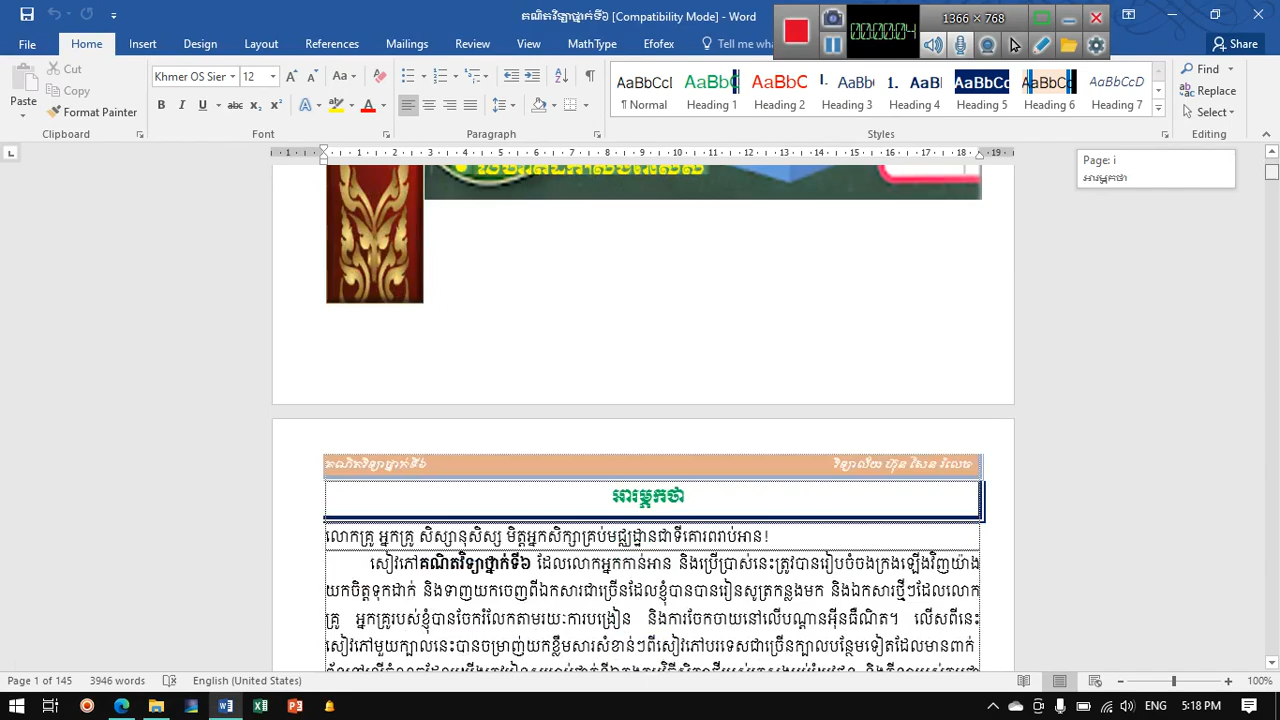 គណិតវិទ្យាថ្នាក់ទី៦ [Compatibility Mode] - Word
00:00:04
1366 × 768
File Home Insert Design Layout References Mailings Review View MathType Efofex Tell me Share
Cut
Copy
Format Painter
Paste
Khmer OS Sier 12
Clipboard Font Paragraph Styles Editing
AaBbCcD AaBbC AaBbCc I. AaBbC 1. AaB AaBbCc AaBbCc AaBbCcD
¶ Normal Heading 1 Heading 2 Heading 3 Heading 4 Heading 5 Heading 6 Heading 7
Find
Replace
Select
Page: i
អារម្ភកថា
គណិតវិទ្យាថ្នាក់ទី៦ វិទ្យាល័យ ហ៊ុន សែន
អារម្ភកថា
លោកគ្រូ អ្នកគ្រូ សិស្សានុសិស្ស មិត្តអ្នកសិក្សាគ្រប់មជ្ឈដ្ឋានជាទីគោរពរាប់អាន!
សៀវភៅគណិតវិទ្យាថ្នាក់ទី៦ ដែលលោកអ្នកកាន់អាន និងប្រើប្រាស់នេះត្រូវបានរៀបចំចងក្រងឡើងវិញយ៉ាង
យកចិត្តទុកដាក់ និងទាញយកចេញពីឯកសារជាច្រើនដែលខ្ញុំបានបានរៀនសូត្រកន្លងមក និងឯកសារថ្មីៗដែលលោក
គ្រូ អ្នកគ្រូរបស់ខ្ញុំបានចែករំលែកតាមរយៈការបង្រៀន និងការចែកចាយនៅលើបណ្តាញអ៊ីនធឺណិត។ លើសពីនេះ
សៀវភៅមួយក្បាលនេះបានចម្រាញ់យកខ្លឹមសារសំខាន់ៗពីសៀវភៅបរទេសជាច្រើនក្បាលបន្ថែមទៀតដែលមានពាក់
Page 1 of 145 3946 words English (United States) 100%
ENG 5:18 PM